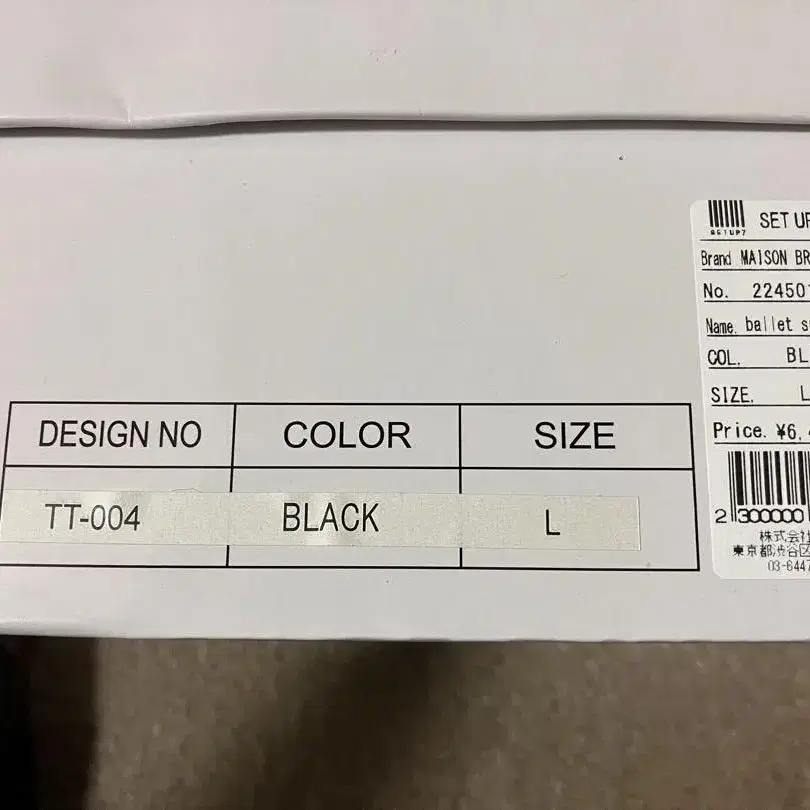 DESIGN NO COLOR SIZE
TT-004 BLACK L
SETUP7 SET UP
Brand MAISON BR
No. 22450
Name. ballet s
COL. BL
SIZE. L
Price. ¥6,
2 300000
株式会社
東京都渋谷区
03-6447